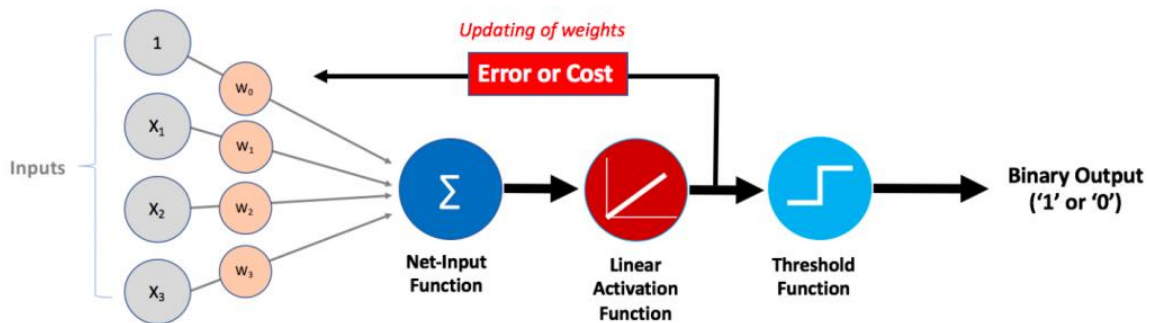 Updating of weights
Error or Cost
1
w₀
X₁
w₁
Inputs
X₂
w₂
X₃
w₃
Σ
Net-Input
Function
Linear
Activation
Function
Threshold
Function
Binary Output
('1' or '0')